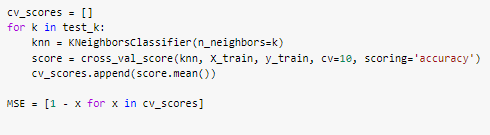 cv_scores = []
for k in test_k:
    knn = KNeighborsClassifier(n_neighbors=k)
    score = cross_val_score(knn, X_train, y_train, cv=10, scoring='accuracy')
    cv_scores.append(score.mean())

MSE = [1 - x for x in cv_scores]